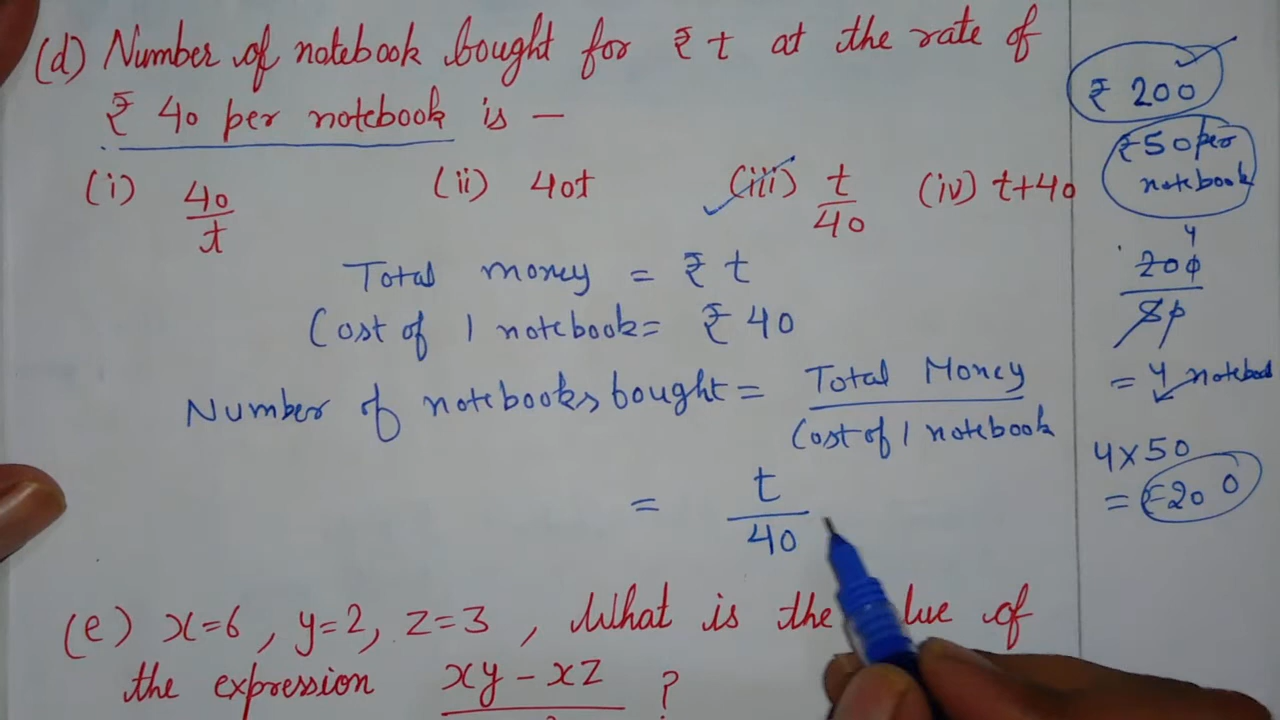 (d) Number of notebook bought for ₹ t at the rate of
₹ 40 per notebook is —
(i) 40/t (ii) 40t (iii) t/40 (iv) t+40
Total money = ₹ t
Cost of 1 notebook = ₹ 40
Number of notebooks bought = Total Money / Cost of 1 notebook
= t/40
(e) x=6, y=2, z=3, What is the of
the expression xy-xz ?
₹ 200
₹50 per
notebook
4
200
50
= 4
4x50
= ₹200